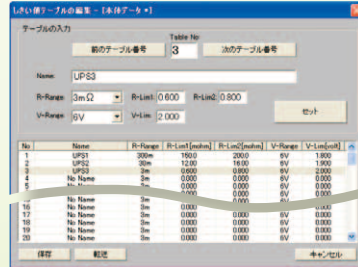 しきい値テーブルの編集 - [本体データ *]
テーブルの入力
Table No
前のテーブル番号 3 次のテーブル番号
Name UPS3
R-Range 3mΩ R-Lim1 0.600 R-Lim2 0.800
V-Range 6V V-Lim 2.000 セット
No Name R-Range R-Lim1[mohm] R-Lim2[mohm] V-Range V-Lim[volt]
1 UPS1 300m 150.0 200.0 6V 1.800
2 UPS2 30m 12.00 16.00 6V 1.900
3 UPS3 3m 0.600 0.800 6V 2.000
4 No Name 3m 0.000 0.000 6V 0.000
5 No Name 3m 0.000 0.000 6V 0.000
No Name 3m 0.000 0.000 6V
16 No Name 3m 0.000 0.000 0.000
17 No Name 3m 0.000 0.000 6V 0.000
18 No Name 3m 0.000 0.000 6V 0.000
19 No Name 3m 0.000 0.000 6V 0.000
20 No Name 3m 0.000 0.000 6V 0.000
保存 転送 キャンセル